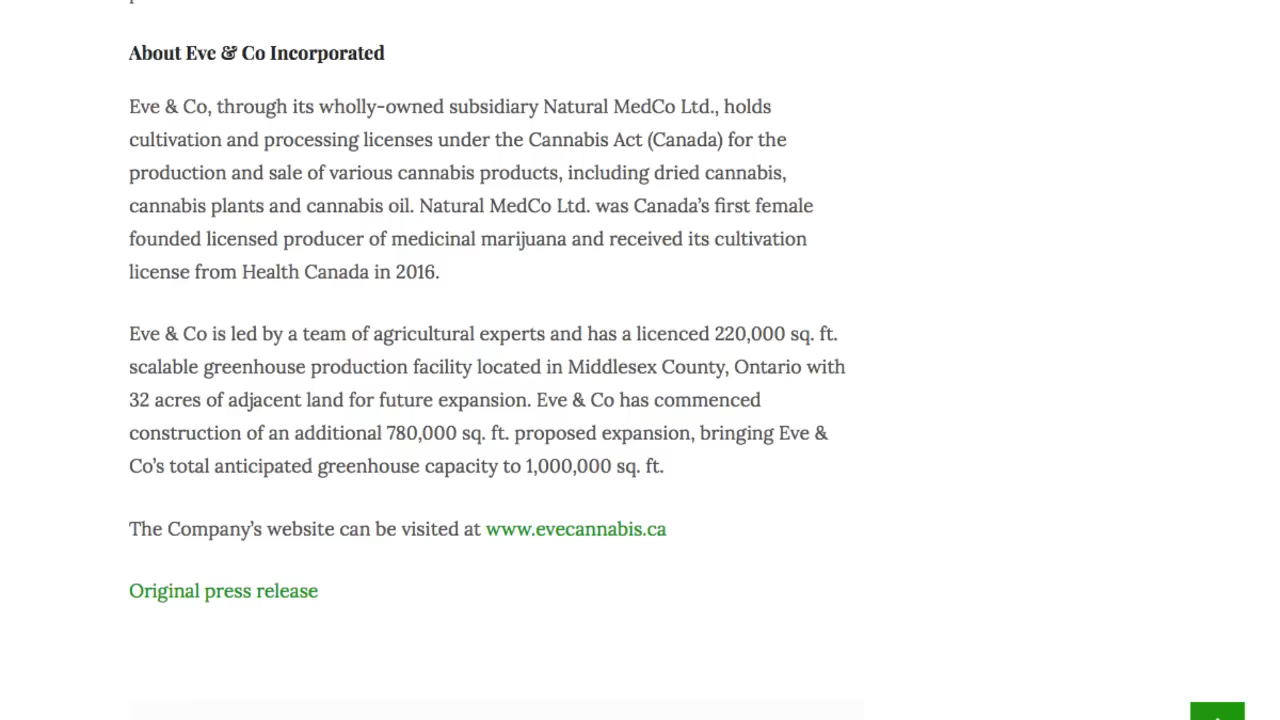 About Eve & Co Incorporated
Eve & Co, through its wholly-owned subsidiary Natural MedCo Ltd., holds
cultivation and processing licenses under the Cannabis Act (Canada) for the
production and sale of various cannabis products, including dried cannabis,
cannabis plants and cannabis oil. Natural MedCo Ltd. was Canada's first female
founded licensed producer of medicinal marijuana and received its cultivation
license from Health Canada in 2016.
Eve & Co is led by a team of agricultural experts and has a licenced 220,000 sq. ft.
scalable greenhouse production facility located in Middlesex County, Ontario with
32 acres of adjacent land for future expansion. Eve & Co has commenced
construction of an additional 780,000 sq. ft. proposed expansion, bringing Eve &
Co's total anticipated greenhouse capacity to 1,000,000 sq. ft.
The Company's website can be visited at www.evecannabis.ca
Original press release